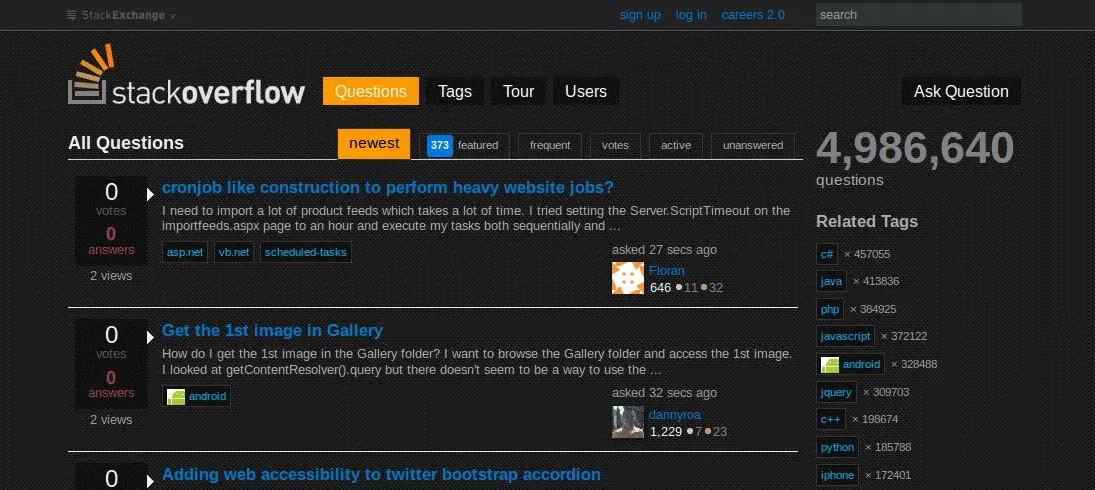 StackExchange
sign up log in careers 2.0 search
stackoverflow Questions Tags Tour Users Ask Question
All Questions newest 373 featured frequent votes active unanswered
4,986,640
questions
0
votes
0
answers
2 views
cronjob like construction to perform heavy website jobs?
I need to import a lot of product feeds which takes a lot of time. I tried setting the Server.ScriptTimeout on the
importfeeds.aspx page to an hour and execute my tasks both sequentially and ...
asp.net vb.net scheduled-tasks
asked 27 secs ago
Floran
646 11 32
0
votes
0
answers
2 views
Get the 1st image in Gallery
How do I get the 1st image in the Gallery folder? I want to browse the Gallery folder and access the 1st image.
I looked at getContentResolver().query but there doesn't seem to be a way to use the ...
android
asked 32 secs ago
dannyroa
1,229 7 23
0
Adding web accessibility to twitter bootstrap accordion
Related Tags
c# × 457055
java × 413836
php × 384925
javascript × 372122
android × 328488
jquery × 309703
c++ × 198674
python × 185788
iphone × 172401